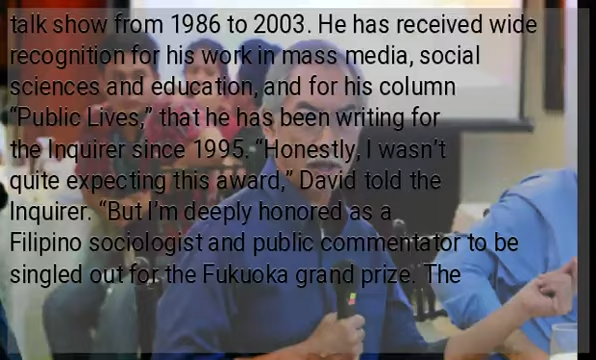 talk show from 1986 to 2003. He has received wide
recognition for his work in mass media, social
sciences and education, and for his column
“Public Lives,” that he has been writing for
the Inquirer since 1995. “Honestly, I wasn’t
quite expecting this award,” David told the
Inquirer. “But I’m deeply honored as a
Filipino sociologist and public commentator to be
singled out for the Fukuoka grand prize. The